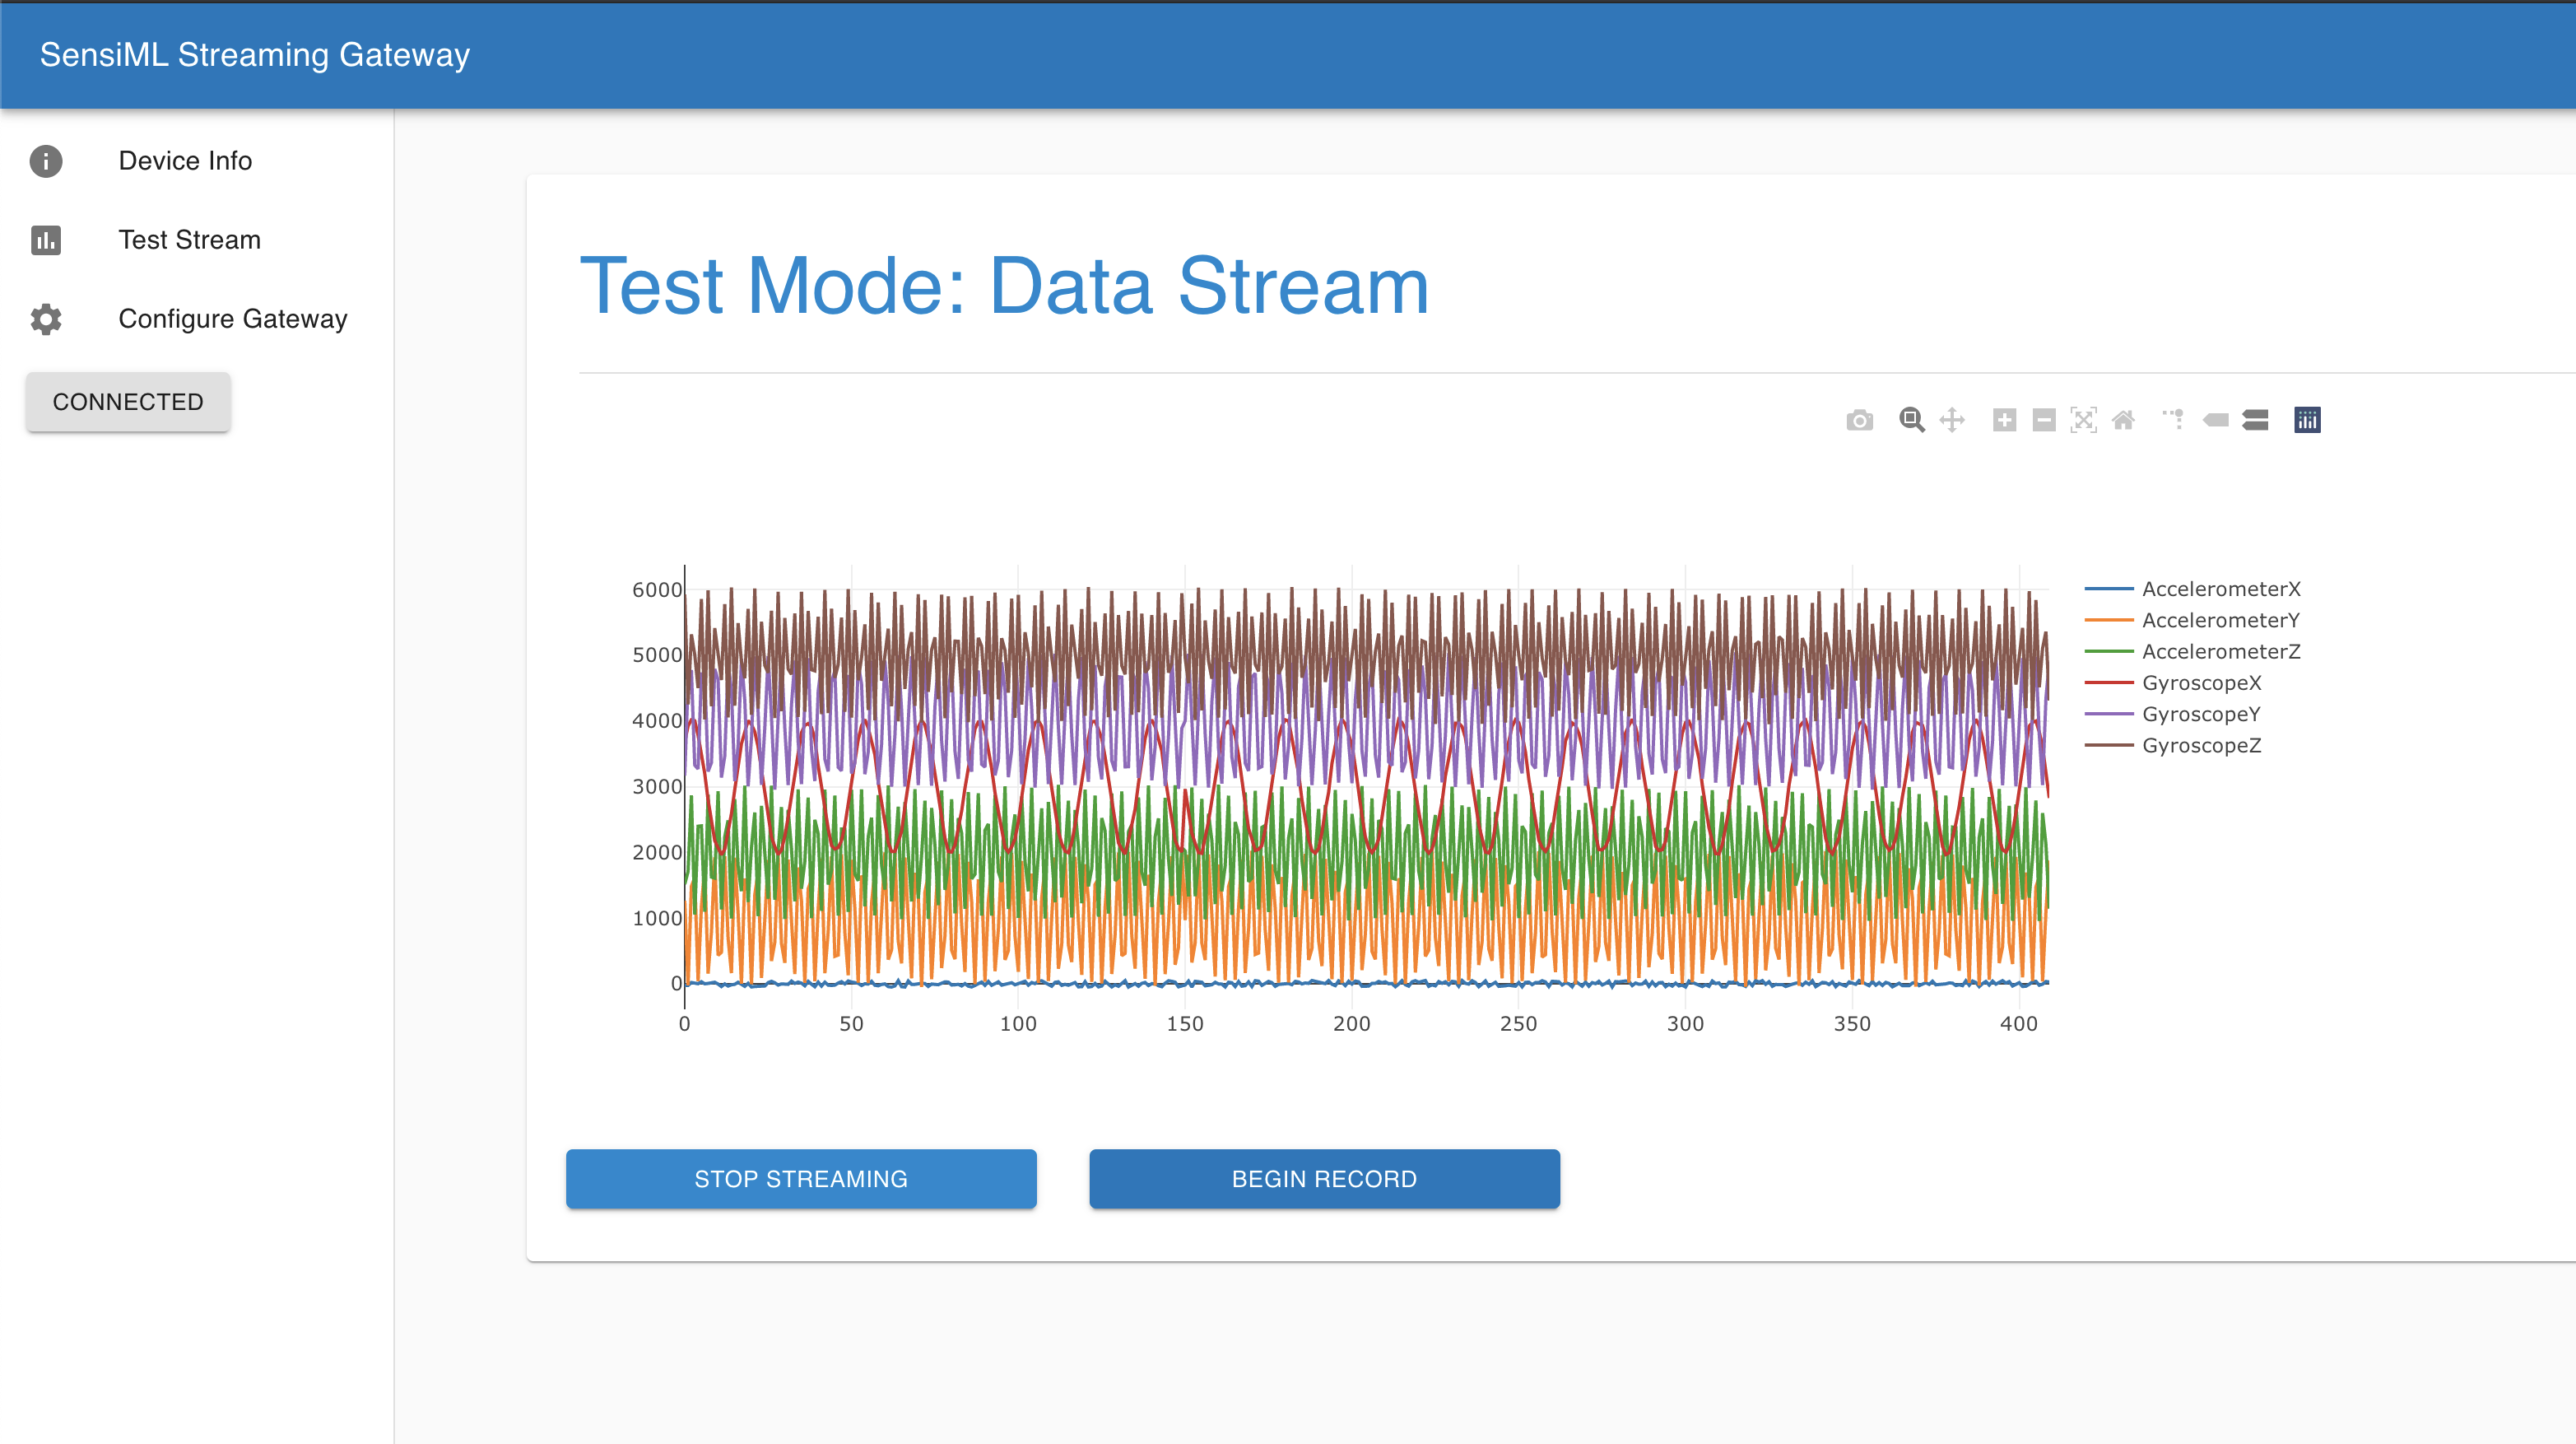 SensiML Streaming Gateway
Device Info
Test Stream
Configure Gateway
CONNECTED
Test Mode: Data Stream
6000
5000
4000
3000
2000
1000
0
0 50 100 150 200 250 300 350 400
AccelerometerX
AccelerometerY
AccelerometerZ
GyroscopeX
GyroscopeY
GyroscopeZ
STOP STREAMING
BEGIN RECORD